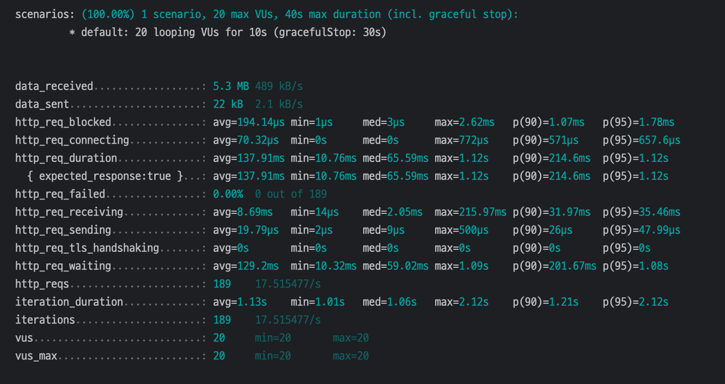 scenarios: (100.00%) 1 scenario, 20 max VUs, 40s max duration (incl. graceful stop):
* default: 20 looping VUs for 10s (gracefulStop: 30s)
data_received..................: 5.3 MB 489 kB/s
data_sent......................: 22 kB 2.1 kB/s
http_req_blocked...............: avg=194.14µs min=1µs med=3µs max=2.62ms p(90)=1.07ms p(95)=1.78ms
http_req_connecting............: avg=70.32µs min=0s med=0s max=772µs p(90)=571µs p(95)=657.6µs
http_req_duration..............: avg=137.91ms min=10.76ms med=65.59ms max=1.12s p(90)=214.6ms p(95)=1.12s
{ expected_response:true }...: avg=137.91ms min=10.76ms med=65.59ms max=1.12s p(90)=214.6ms p(95)=1.12s
http_req_failed................: 0.00% 0 out of 189
http_req_receiving.............: avg=8.69ms min=14µs med=2.05ms max=215.97ms p(90)=31.97ms p(95)=35.46ms
http_req_sending...............: avg=19.79µs min=2µs med=9µs max=500µs p(90)=26µs p(95)=47.99µs
http_req_tls_handshaking.......: avg=0s min=0s med=0s max=0s p(90)=0s p(95)=0s
http_req_waiting...............: avg=129.2ms min=10.32ms med=59.02ms max=1.09s p(90)=201.67ms p(95)=1.08s
http_reqs......................: 189 17.515477/s
iteration_duration.............: avg=1.13s min=1.01s med=1.06s max=2.12s p(90)=1.21s p(95)=2.12s
iterations.....................: 189 17.515477/s
vus............................: 20 min=20 max=20
vus_max........................: 20 min=20 max=20